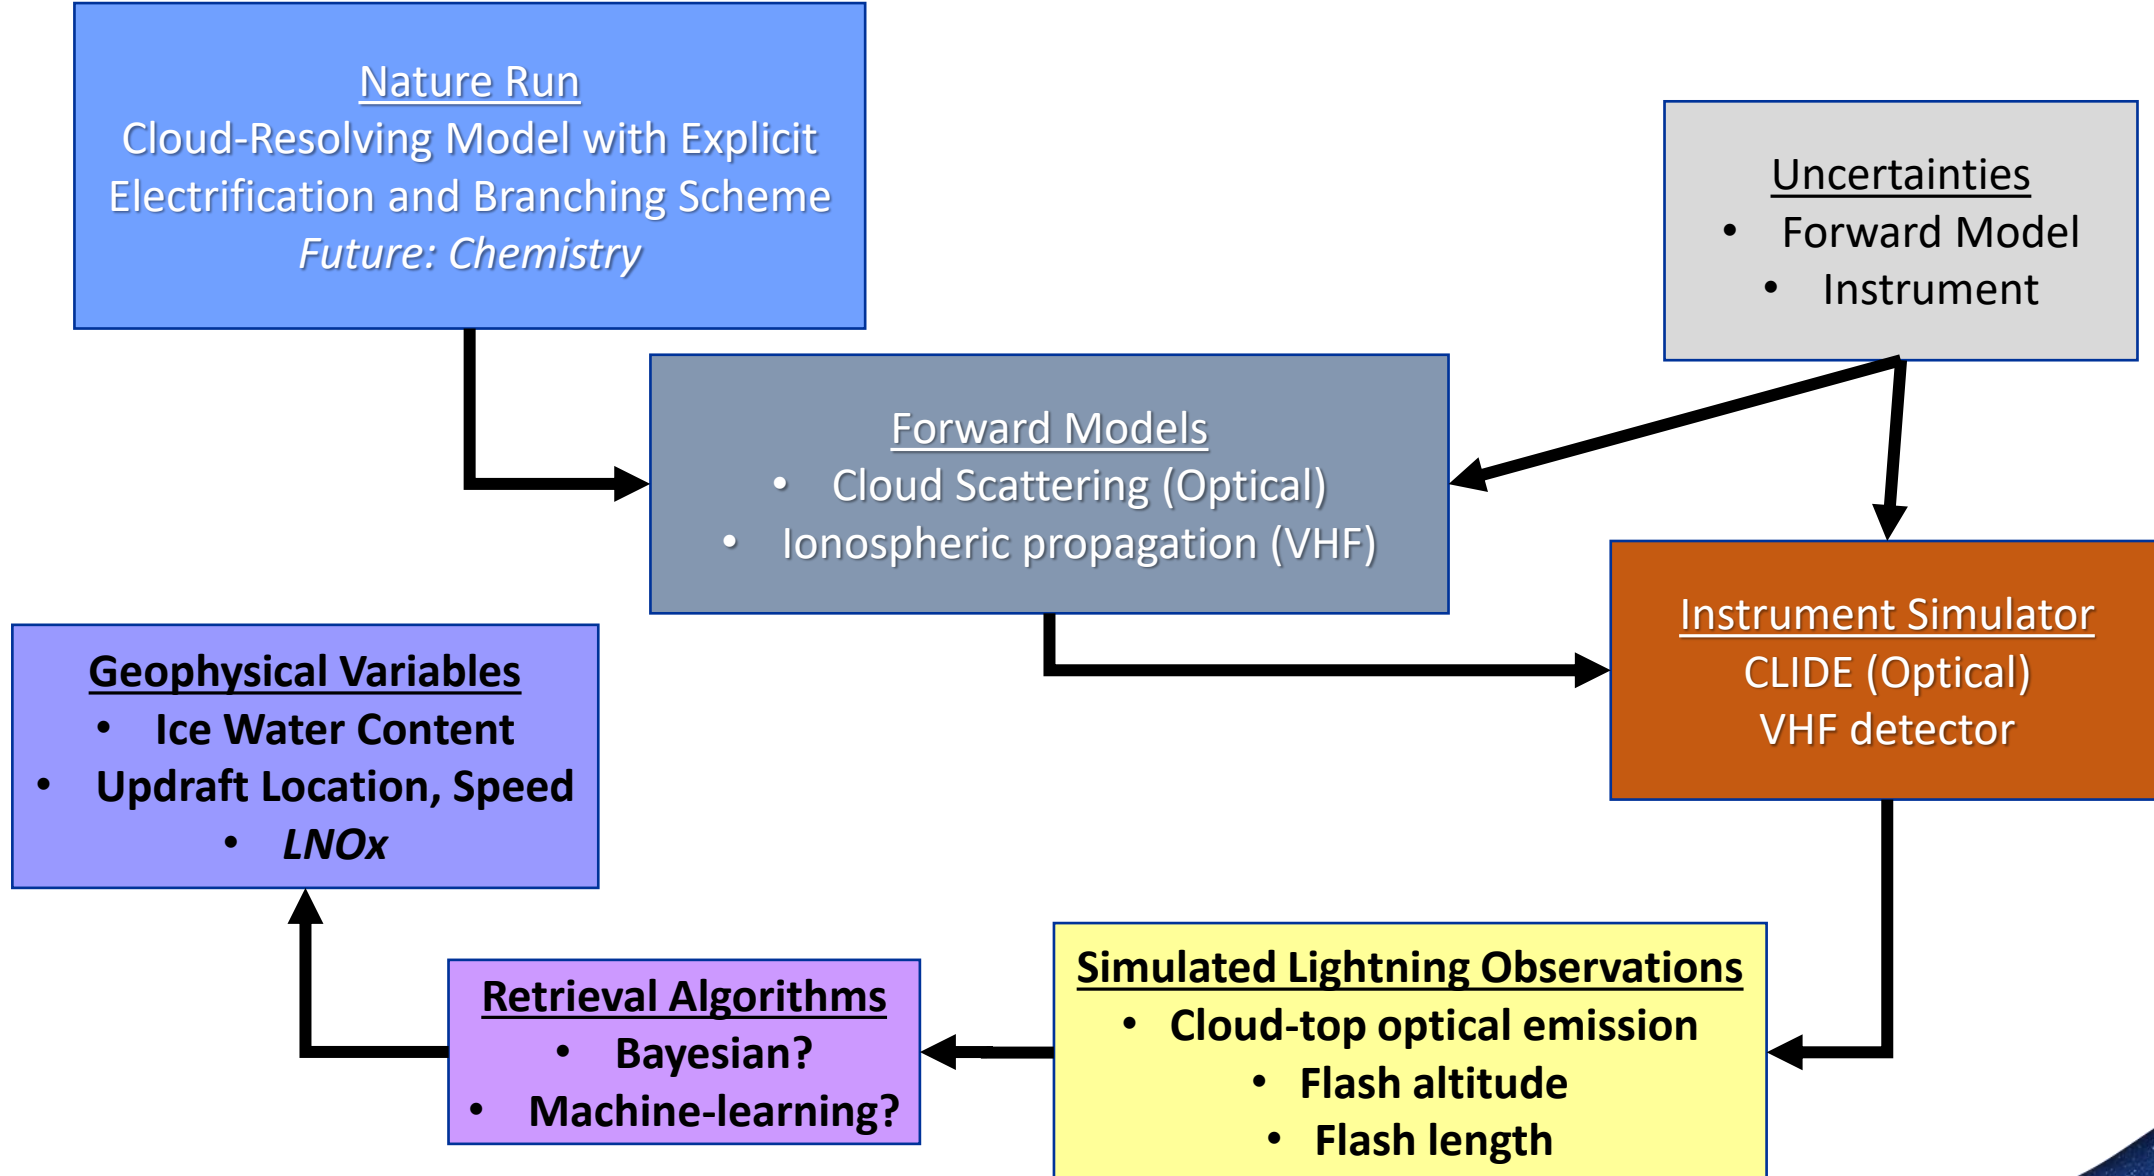 Nature Run
Cloud-Resolving Model with Explicit
Electrification and Branching Scheme
Future: Chemistry
Uncertainties
• Forward Model
• Instrument
Forward Models
• Cloud Scattering (Optical)
• Ionospheric propagation (VHF)
Instrument Simulator
CLIDE (Optical)
VHF detector
Geophysical Variables
• Ice Water Content
• Updraft Location, Speed
• LNOx
Retrieval Algorithms
• Bayesian?
• Machine-learning?
Simulated Lightning Observations
• Cloud-top optical emission
• Flash altitude
• Flash length